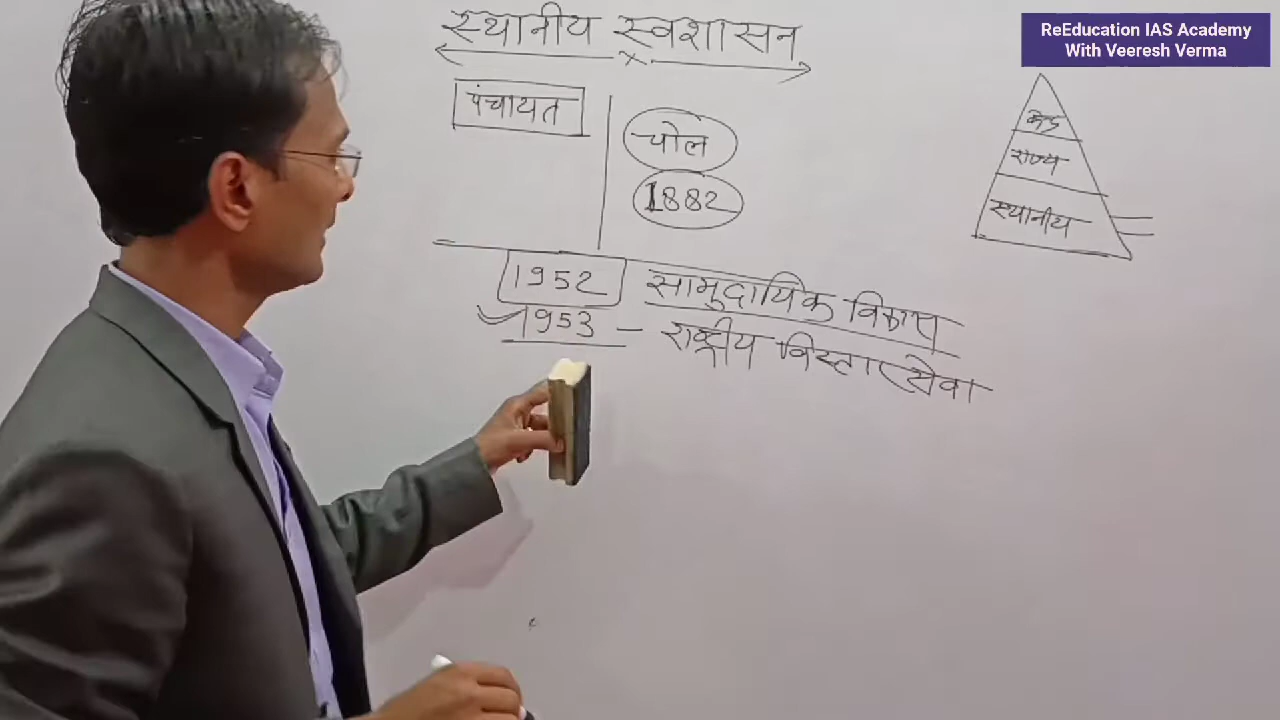 स्थानीय स्वशासन
x
पंचायत
चोल
1882
1952 सामुदायिक विकास
1953 – राष्ट्रीय विस्तार सेवा
ReEducation IAS Academy
With Veeresh Verma
केंद्र
राज्य
स्थानीय